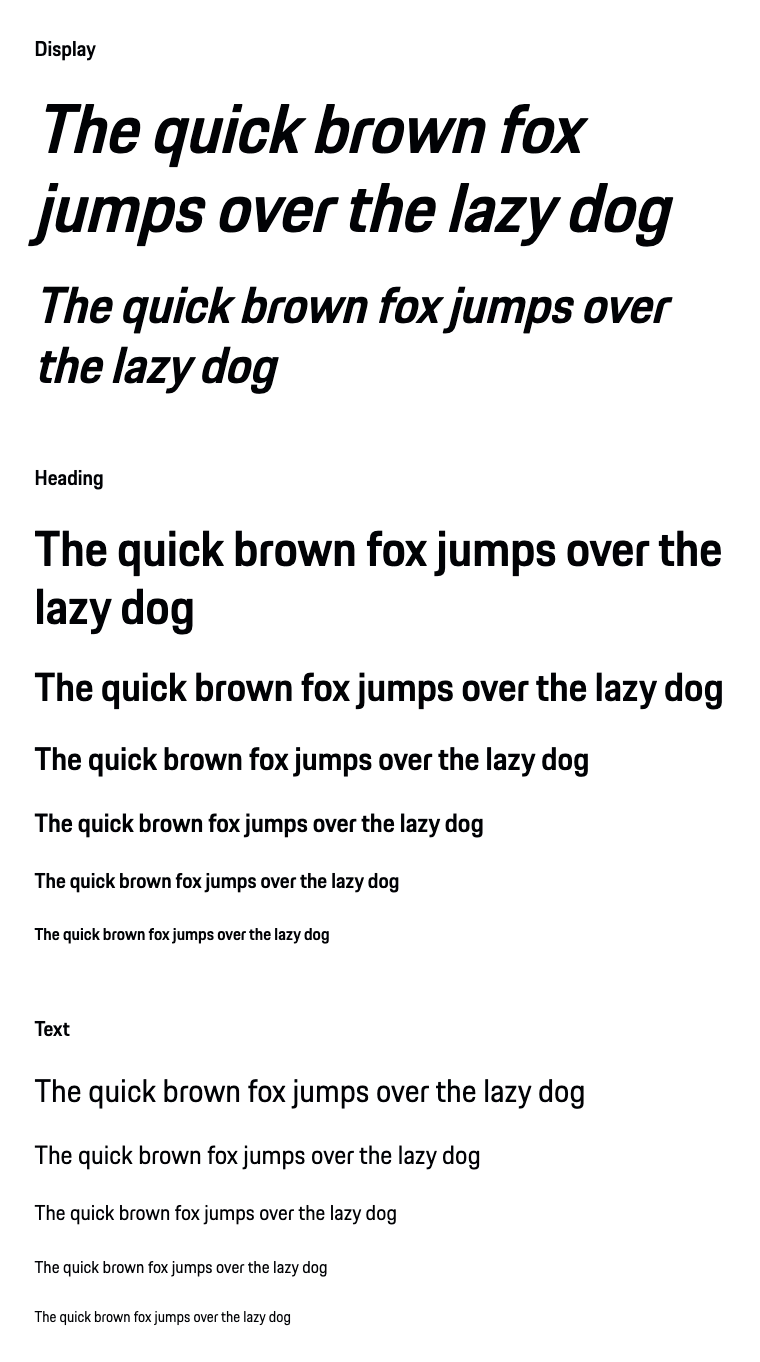 Display
The quick brown fox
jumps over the lazy dog
The quick brown fox jumps over
the lazy dog
Heading
The quick brown fox jumps over the
lazy dog
The quick brown fox jumps over the lazy dog
The quick brown fox jumps over the lazy dog
The quick brown fox jumps over the lazy dog
The quick brown fox jumps over the lazy dog
The quick brown fox jumps over the lazy dog
Text
The quick brown fox jumps over the lazy dog
The quick brown fox jumps over the lazy dog
The quick brown fox jumps over the lazy dog
The quick brown fox jumps over the lazy dog
The quick brown fox jumps over the lazy dog